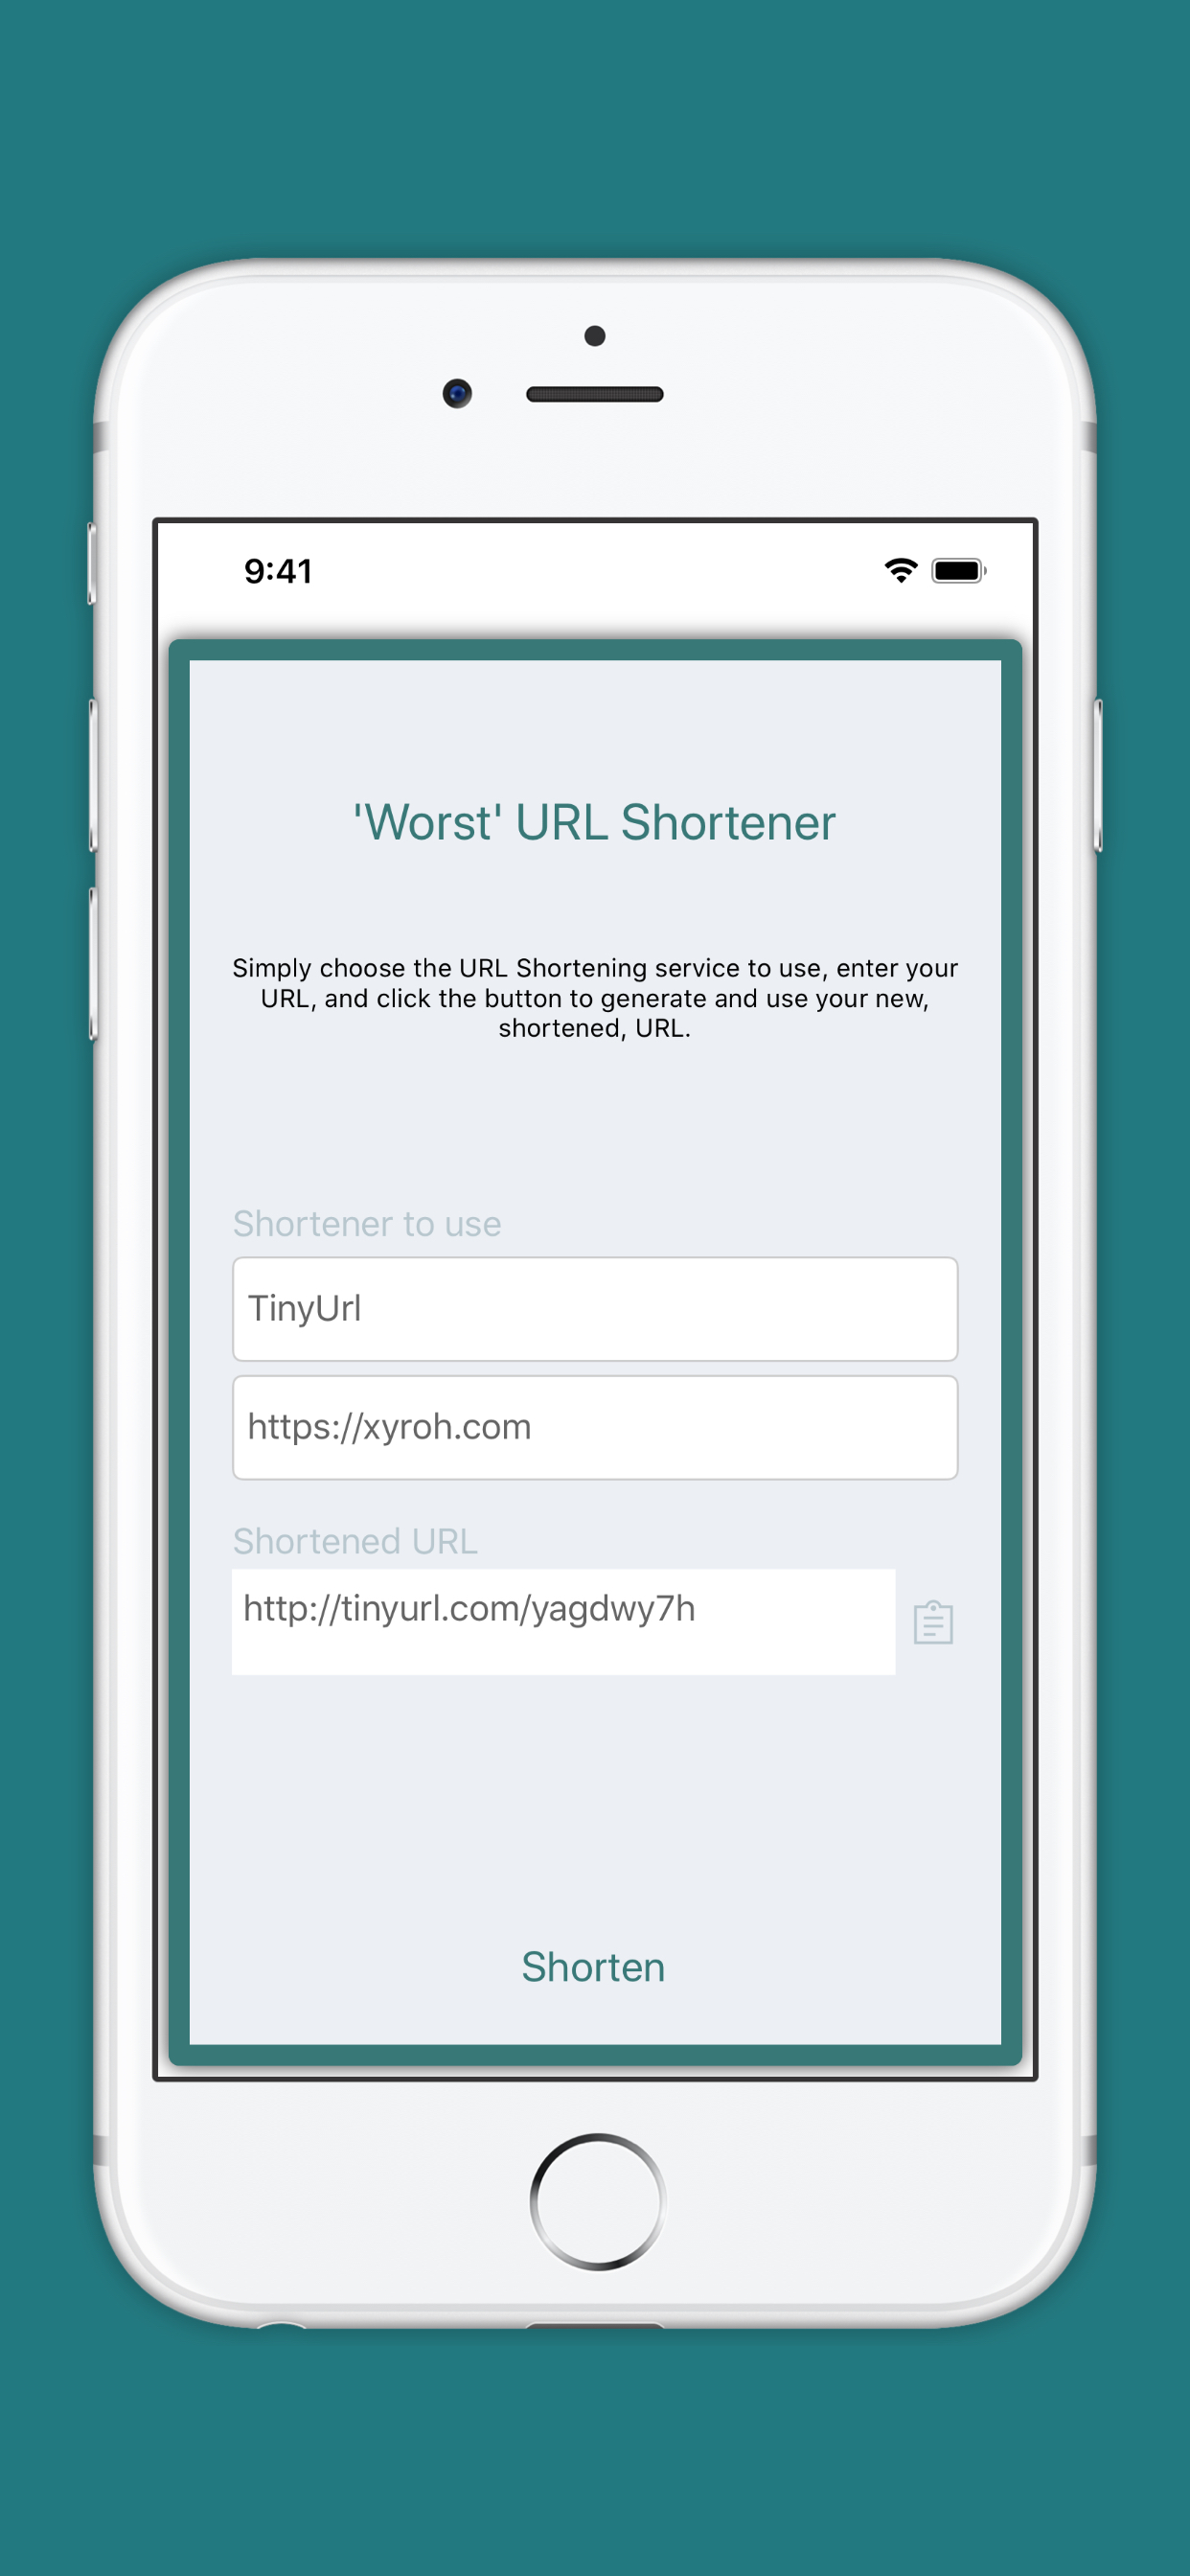 9:41
'Worst' URL Shortener
Simply choose the URL Shortening service to use, enter your
URL, and click the button to generate and use your new,
shortened, URL.
Shortener to use
TinyUrl
https://xyroh.com
Shortened URL
http://tinyurl.com/yagdwy7h
Shorten